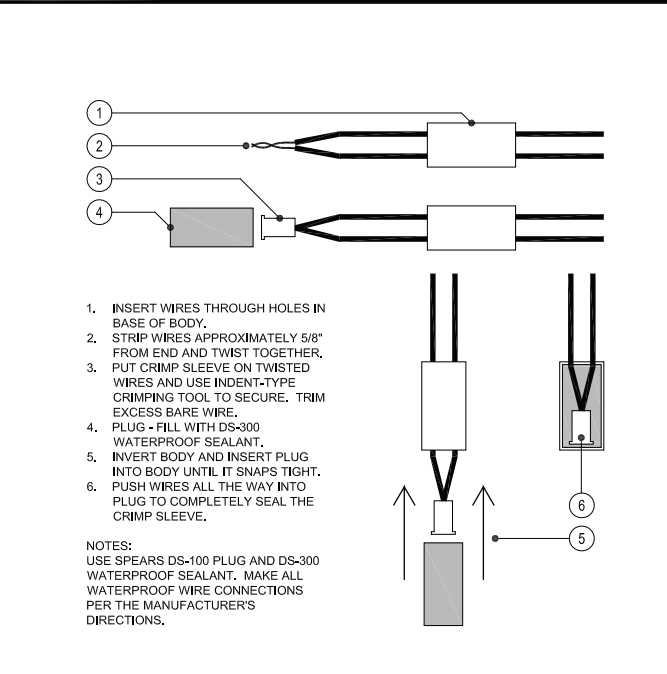 1
2
3
4
1. INSERT WIRES THROUGH HOLES IN
BASE OF BODY.
2. STRIP WIRES APPROXIMATELY 5/8"
FROM END AND TWIST TOGETHER.
3. PUT CRIMP SLEEVE ON TWISTED
WIRES AND USE INDENT-TYPE
CRIMPING TOOL TO SECURE. TRIM
EXCESS BARE WIRE.
4. PLUG - FILL WITH DS-300
WATERPROOF SEALANT.
5. INVERT BODY AND INSERT PLUG
INTO BODY UNTIL IT SNAPS TIGHT.
6. PUSH WIRES ALL THE WAY INTO
PLUG TO COMPLETELY SEAL THE
CRIMP SLEEVE.
NOTES:
USE SPEARS DS-100 PLUG AND DS-300
WATERPROOF SEALANT. MAKE ALL
WATERPROOF WIRE CONNECTIONS
PER THE MANUFACTURER'S
DIRECTIONS.
6
5